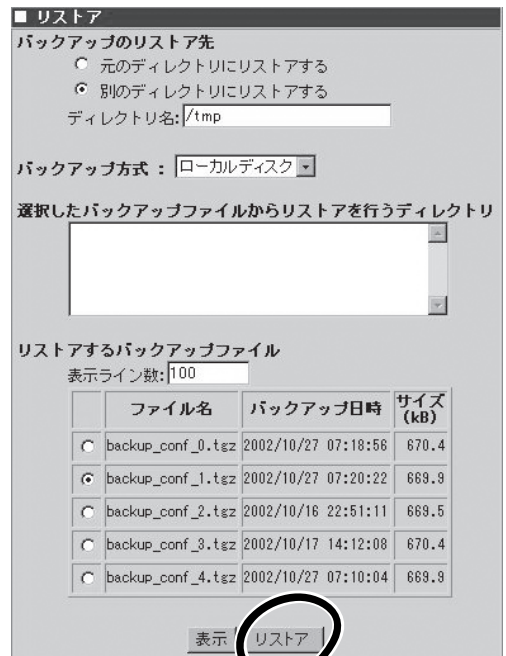 ■ リストア
バックアップのリストア先
元のディレクトリにリストアする
別のディレクトリにリストアする
ディレクトリ名:/tmp
バックアップ方式 : ローカルディスク
選択したバックアップファイルからリストアを行うディレクトリ
リストアするバックアップファイル
表示ライン数:100
ファイル名 バックアップ日時 サイズ(kB)
backup_conf_0.tgz 2002/10/27 07:18:56 670.4
backup_conf_1.tgz 2002/10/27 07:20:22 669.9
backup_conf_2.tgz 2002/10/16 22:51:11 669.5
backup_conf_3.tgz 2002/10/17 14:12:08 670.4
backup_conf_4.tgz 2002/10/27 07:10:04 669.9
表示 リストア